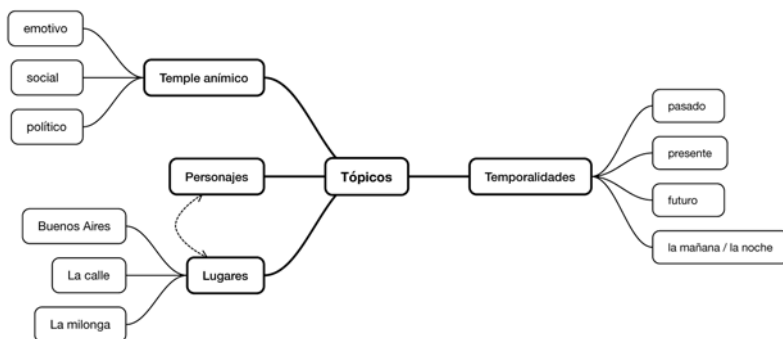 emotivo
social
político
Temple anímico
Personajes
Buenos Aires
La calle
La milonga
Lugares
Tópicos
Temporalidades
pasado
presente
futuro
la mañana / la noche